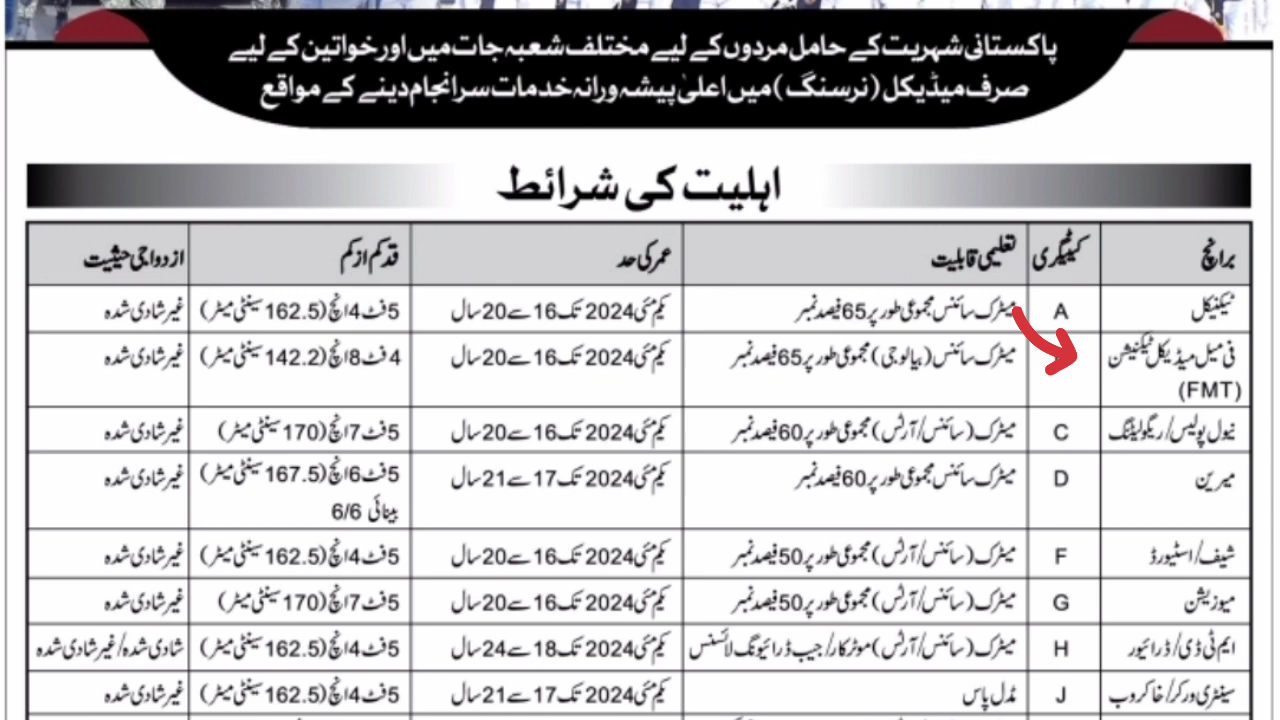 پاکستانی شہریت کے حامل مردوں کے لیے مختلف شعبہ جات میں اور خواتین کے لیے
صرف میڈیکل (نرسنگ) میں اعلیٰ پیشہ ورانہ خدمات سرانجام دینے کے مواقع
اہلیت کی شرائط
برانچ کیٹیگری تعلیمی قابلیت عمر کی حد قد کم از کم ازدواجی حیثیت
ٹیکنیکل A میٹرک سائنس مجموعی طور پر 65 فیصد نمبر یکم مئی 2024 تک 16 سے 20 سال 5 فٹ 4 انچ (162.5 سینٹی میٹر) غیر شادی شدہ
فی میل میڈیکل ٹیکنیشن میٹرک سائنس (بیالوجی) مجموعی طور پر 65 فیصد نمبر یکم مئی 2024 تک 16 سے 20 سال 4 فٹ 8 انچ (142.2 سینٹی میٹر) غیر شادی شدہ
(FMT)
نیول پولیس/ریگولیٹنگ C میٹرک (سائنس/آرٹس) مجموعی طور پر 60 فیصد نمبر یکم مئی 2024 تک 16 سے 20 سال 5 فٹ 7 انچ (170 سینٹی میٹر) غیر شادی شدہ
میرین D میٹرک سائنس مجموعی طور پر 60 فیصد نمبر یکم مئی 2024 تک 17 سے 21 سال 5 فٹ 6 انچ (167.5 سینٹی میٹر) غیر شادی شدہ
بینائی 6/6
شیف/اسٹیورڈ F میٹرک (سائنس/آرٹس) مجموعی طور پر 50 فیصد نمبر یکم مئی 2024 تک 16 سے 20 سال 5 فٹ 4 انچ (162.5 سینٹی میٹر) غیر شادی شدہ
میوزیشن G میٹرک (سائنس/آرٹس) مجموعی طور پر 50 فیصد نمبر یکم مئی 2024 تک 16 سے 20 سال 5 فٹ 7 انچ (170 سینٹی میٹر) غیر شادی شدہ
ایم ٹی ڈی/ڈرائیور H میٹرک (سائنس/آرٹس) موٹر کار/جیپ ڈرائیونگ لائسنس یکم مئی 2024 تک 18 سے 24 سال 5 فٹ 4 انچ (162.5 سینٹی میٹر) شادی شدہ/غیر شادی شدہ
سینٹری ورکر/خاکروب J مڈل پاس یکم مئی 2024 تک 17 سے 21 سال 5 فٹ 4 انچ (162.5 سینٹی میٹر) غیر شادی شدہ